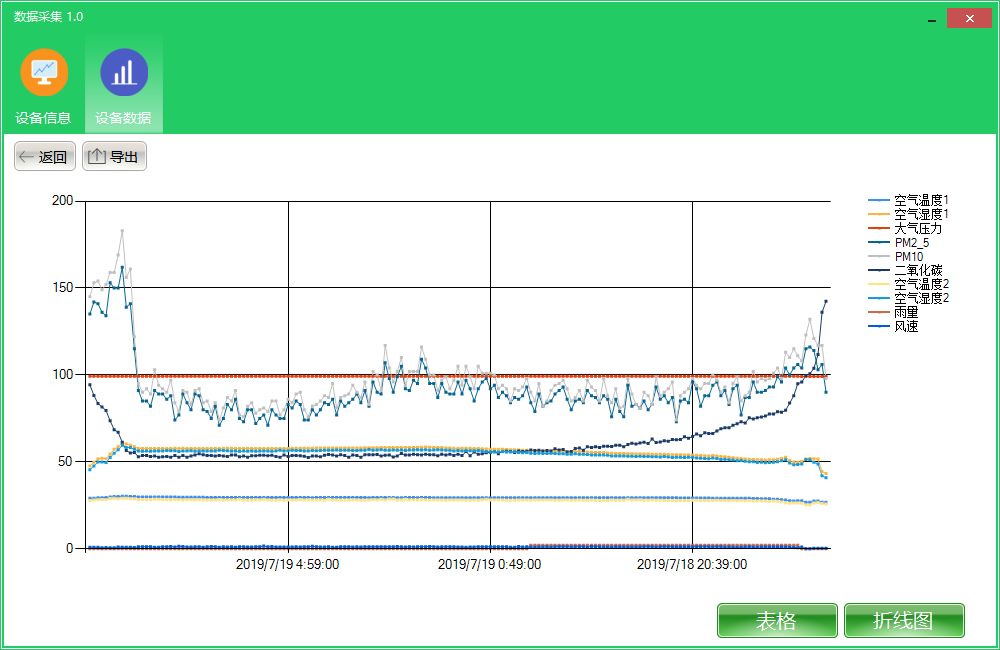 数据采集 1.0
设备信息
设备数据
返回
导出
200
150
100
50
0
2019/7/19 4:59:00
2019/7/19 0:49:00
2019/7/18 20:39:00
空气温度1
空气湿度1
大气压力
PM2_5
PM10
二氧化碳
空气温度2
空气湿度2
雨量
风速
表格
折线图